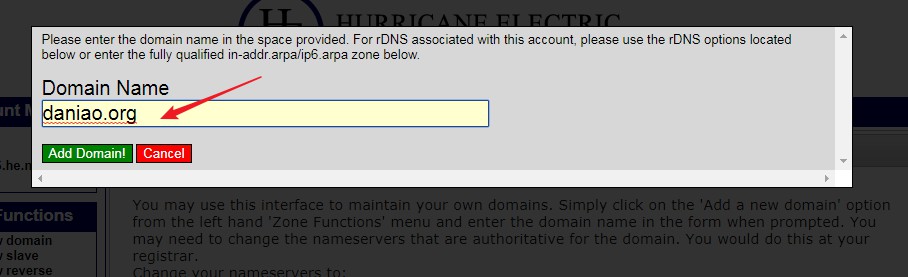 HURRICANE ELECTRIC
Please enter the domain name in the space provided. For rDNS associated with this account, please use the rDNS options located
below or enter the fully qualified in-addr.arpa/ip6.arpa zone below.
Domain Name
daniao.org
Add Domain! Cancel
Functions
You may use this interface to maintain your own domains. Simply click on the 'Add a new domain' option
from the left hand 'Zone Functions' menu and enter the domain name in the form when prompted. You
may need to change the nameservers that are authoritative for the domain. You would do this at your
registrar.
Change your nameservers to:
domain
slave
reverse